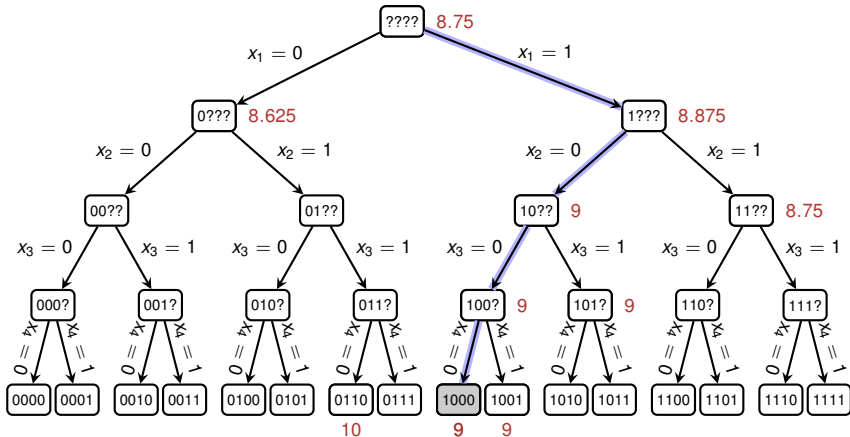 ???? 8.75
x₁ = 0 x₁ = 1
0??? 8.625 1??? 8.875
x₂ = 0 x₂ = 1 x₂ = 0 x₂ = 1
00?? 01?? 10?? 9 11?? 8.75
x₃ = 0 x₃ = 1 x₃ = 0 x₃ = 1 x₃ = 0 x₃ = 1 x₃ = 0 x₃ = 1
000? 001? 010? 011? 100? 9 101? 9 110? 111?
x₄ = 0 x₄ = 1 x₄ = 0 x₄ = 1 x₄ = 0 x₄ = 1 x₄ = 0 x₄ = 1 x₄ = 0 x₄ = 1 x₄ = 0 x₄ = 1 x₄ = 0 x₄ = 1 x₄ = 0 x₄ = 1
0000 0001 0010 0011 0100 0101 0110 0111 1000 1001 1010 1011 1100 1101 1110 1111
10 9 9